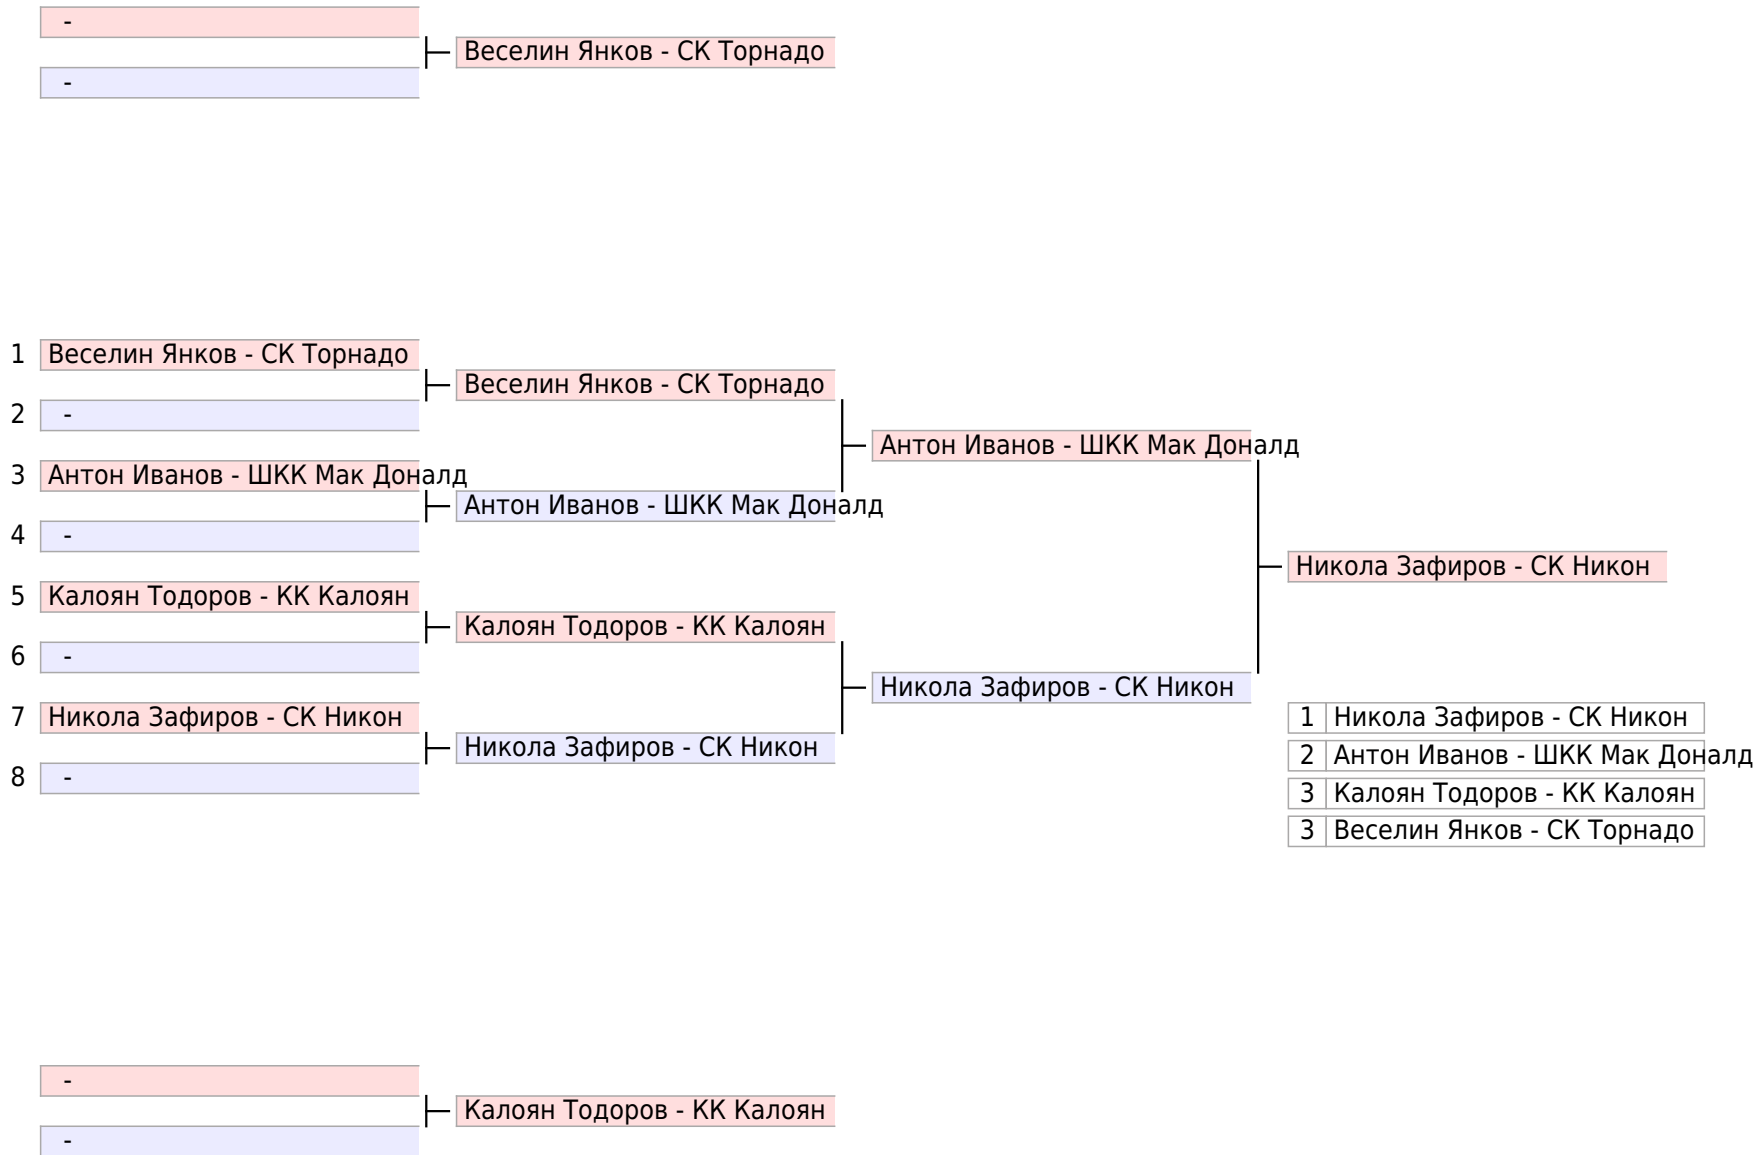 -
Веселин Янков - СК Торнадо
-
1 Веселин Янков - СК Торнадо
Веселин Янков - СК Торнадо
2 -
Антон Иванов - ШКК Мак Доналд
3 Антон Иванов - ШКК Мак Доналд
Антон Иванов - ШКК Мак Доналд
4 -
Никола Зафиров - СК Никон
5 Калоян Тодоров - КК Калоян
Калоян Тодоров - КК Калоян
6 -
Никола Зафиров - СК Никон
7 Никола Зафиров - СК Никон
1 Никола Зафиров - СК Никон
Никола Зафиров - СК Никон
2 Антон Иванов - ШКК Мак Доналд
8 -
3 Калоян Тодоров - КК Калоян
3 Веселин Янков - СК Торнадо
-
Калоян Тодоров - КК Калоян
-